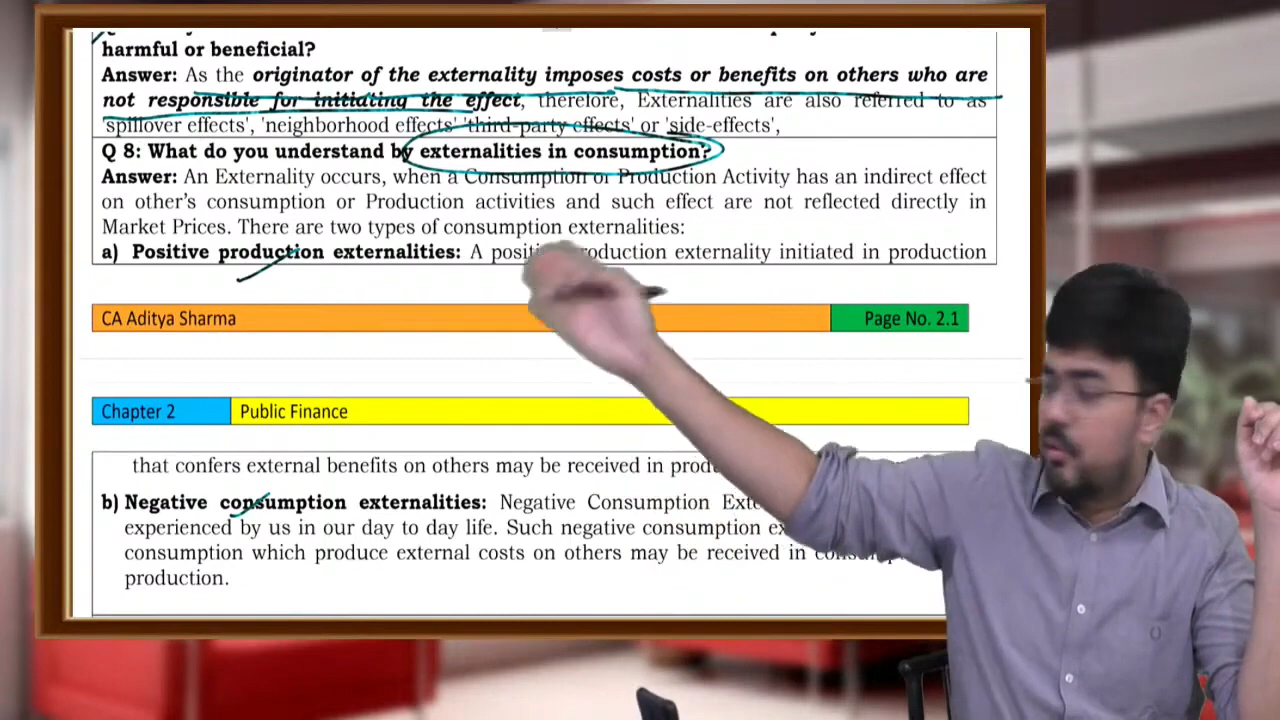 harmful or beneficial?
Answer: As the originator of the externality imposes costs or benefits on others who are
not responsible for initiating the effect, therefore, Externalities are also referred to as
'spillover effects', 'neighborhood effects' 'third-party effects' or 'side-effects',
Q 8: What do you understand by externalities in consumption?
Answer: An Externality occurs, when a Consumption or Production Activity has an indirect effect
on other's consumption or Production activities and such effect are not reflected directly in
Market Prices. There are two types of consumption externalities:
a) Positive production externalities: A production externality initiated in production
CA Aditya Sharma
Page No. 2.1
Chapter 2
Public Finance
that confers external benefits on others may be received in
b) Negative consumption externalities: Negative Consumption
experienced by us in our day to day life. Such negative consumption
consumption which produce external costs on others may be received in
production.